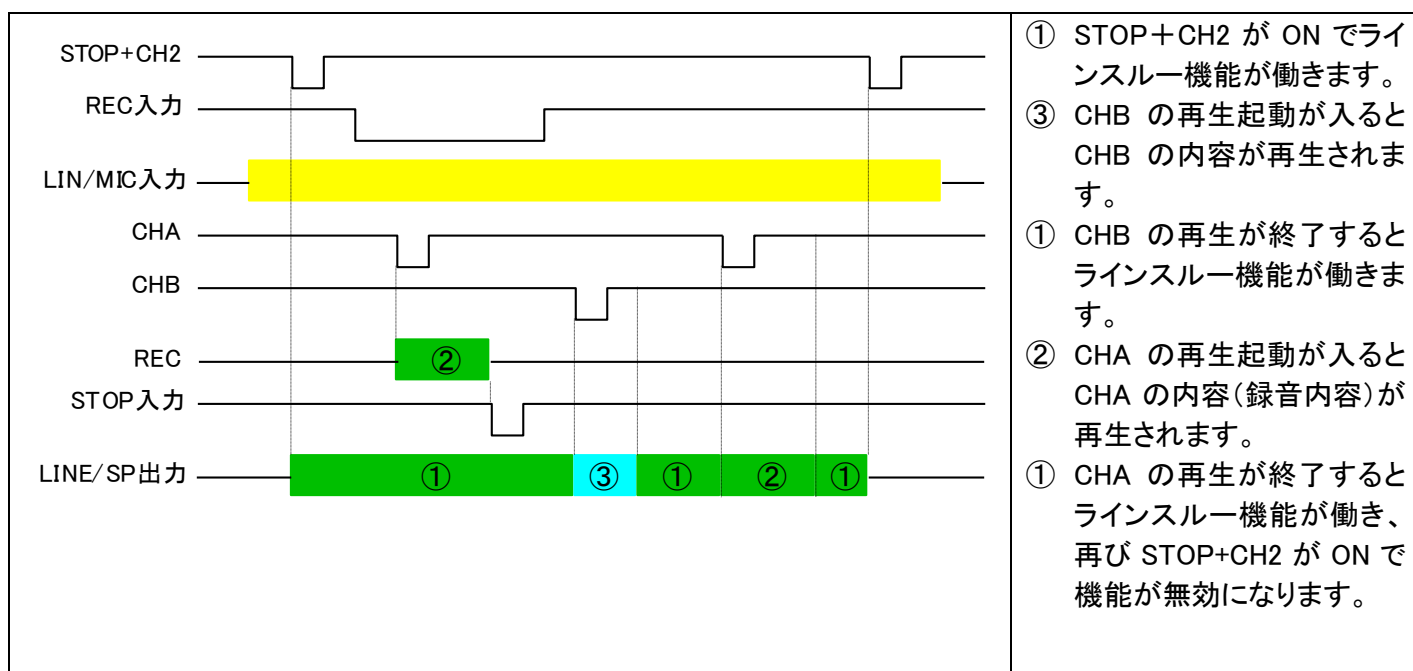 STOP+CH2
REC入力
LIN/MIC入力
CHA
CHB
REC
②
STOP入力
LINE/SP出力
①
③
①
②
①
① STOP+CH2 が ON でライ
ンスルー機能が働きます。
③ CHB の再生起動が入ると
CHB の内容が再生されま
す。
① CHB の再生が終了すると
ラインスルー機能が働きま
す。
② CHA の再生起動が入ると
CHA の内容(録音内容)が
再生されます。
① CHA の再生が終了すると
ラインスルー機能が働き、
再び STOP+CH2 が ON で
機能が無効になります。